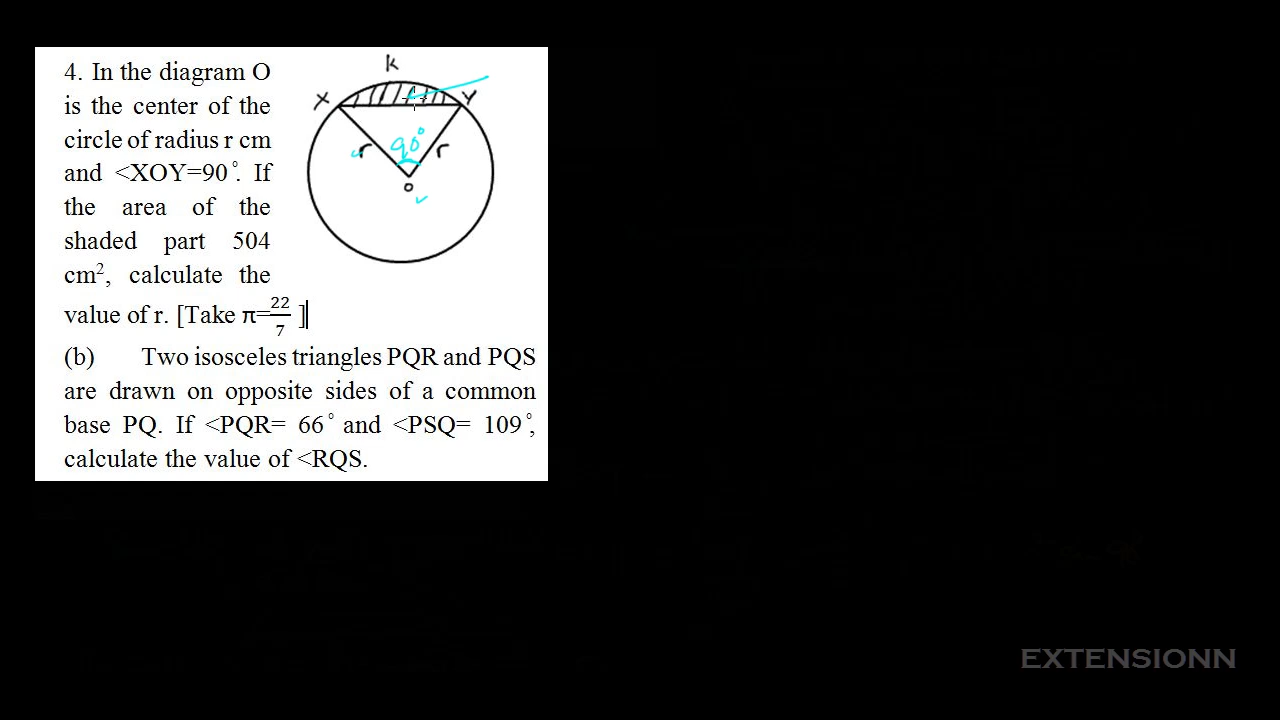 4. In the diagram O
is the center of the
circle of radius r cm
and <XOY=90°. If
the area of the
shaded part 504
cm², calculate the
value of r. [Take π=22/7 ]
k
X
Y
90°
r
r
o
(b) Two isosceles triangles PQR and PQS
are drawn on opposite sides of a common
base PQ. If <PQR= 66° and <PSQ= 109°,
calculate the value of <RQS.
EXTENSIONN